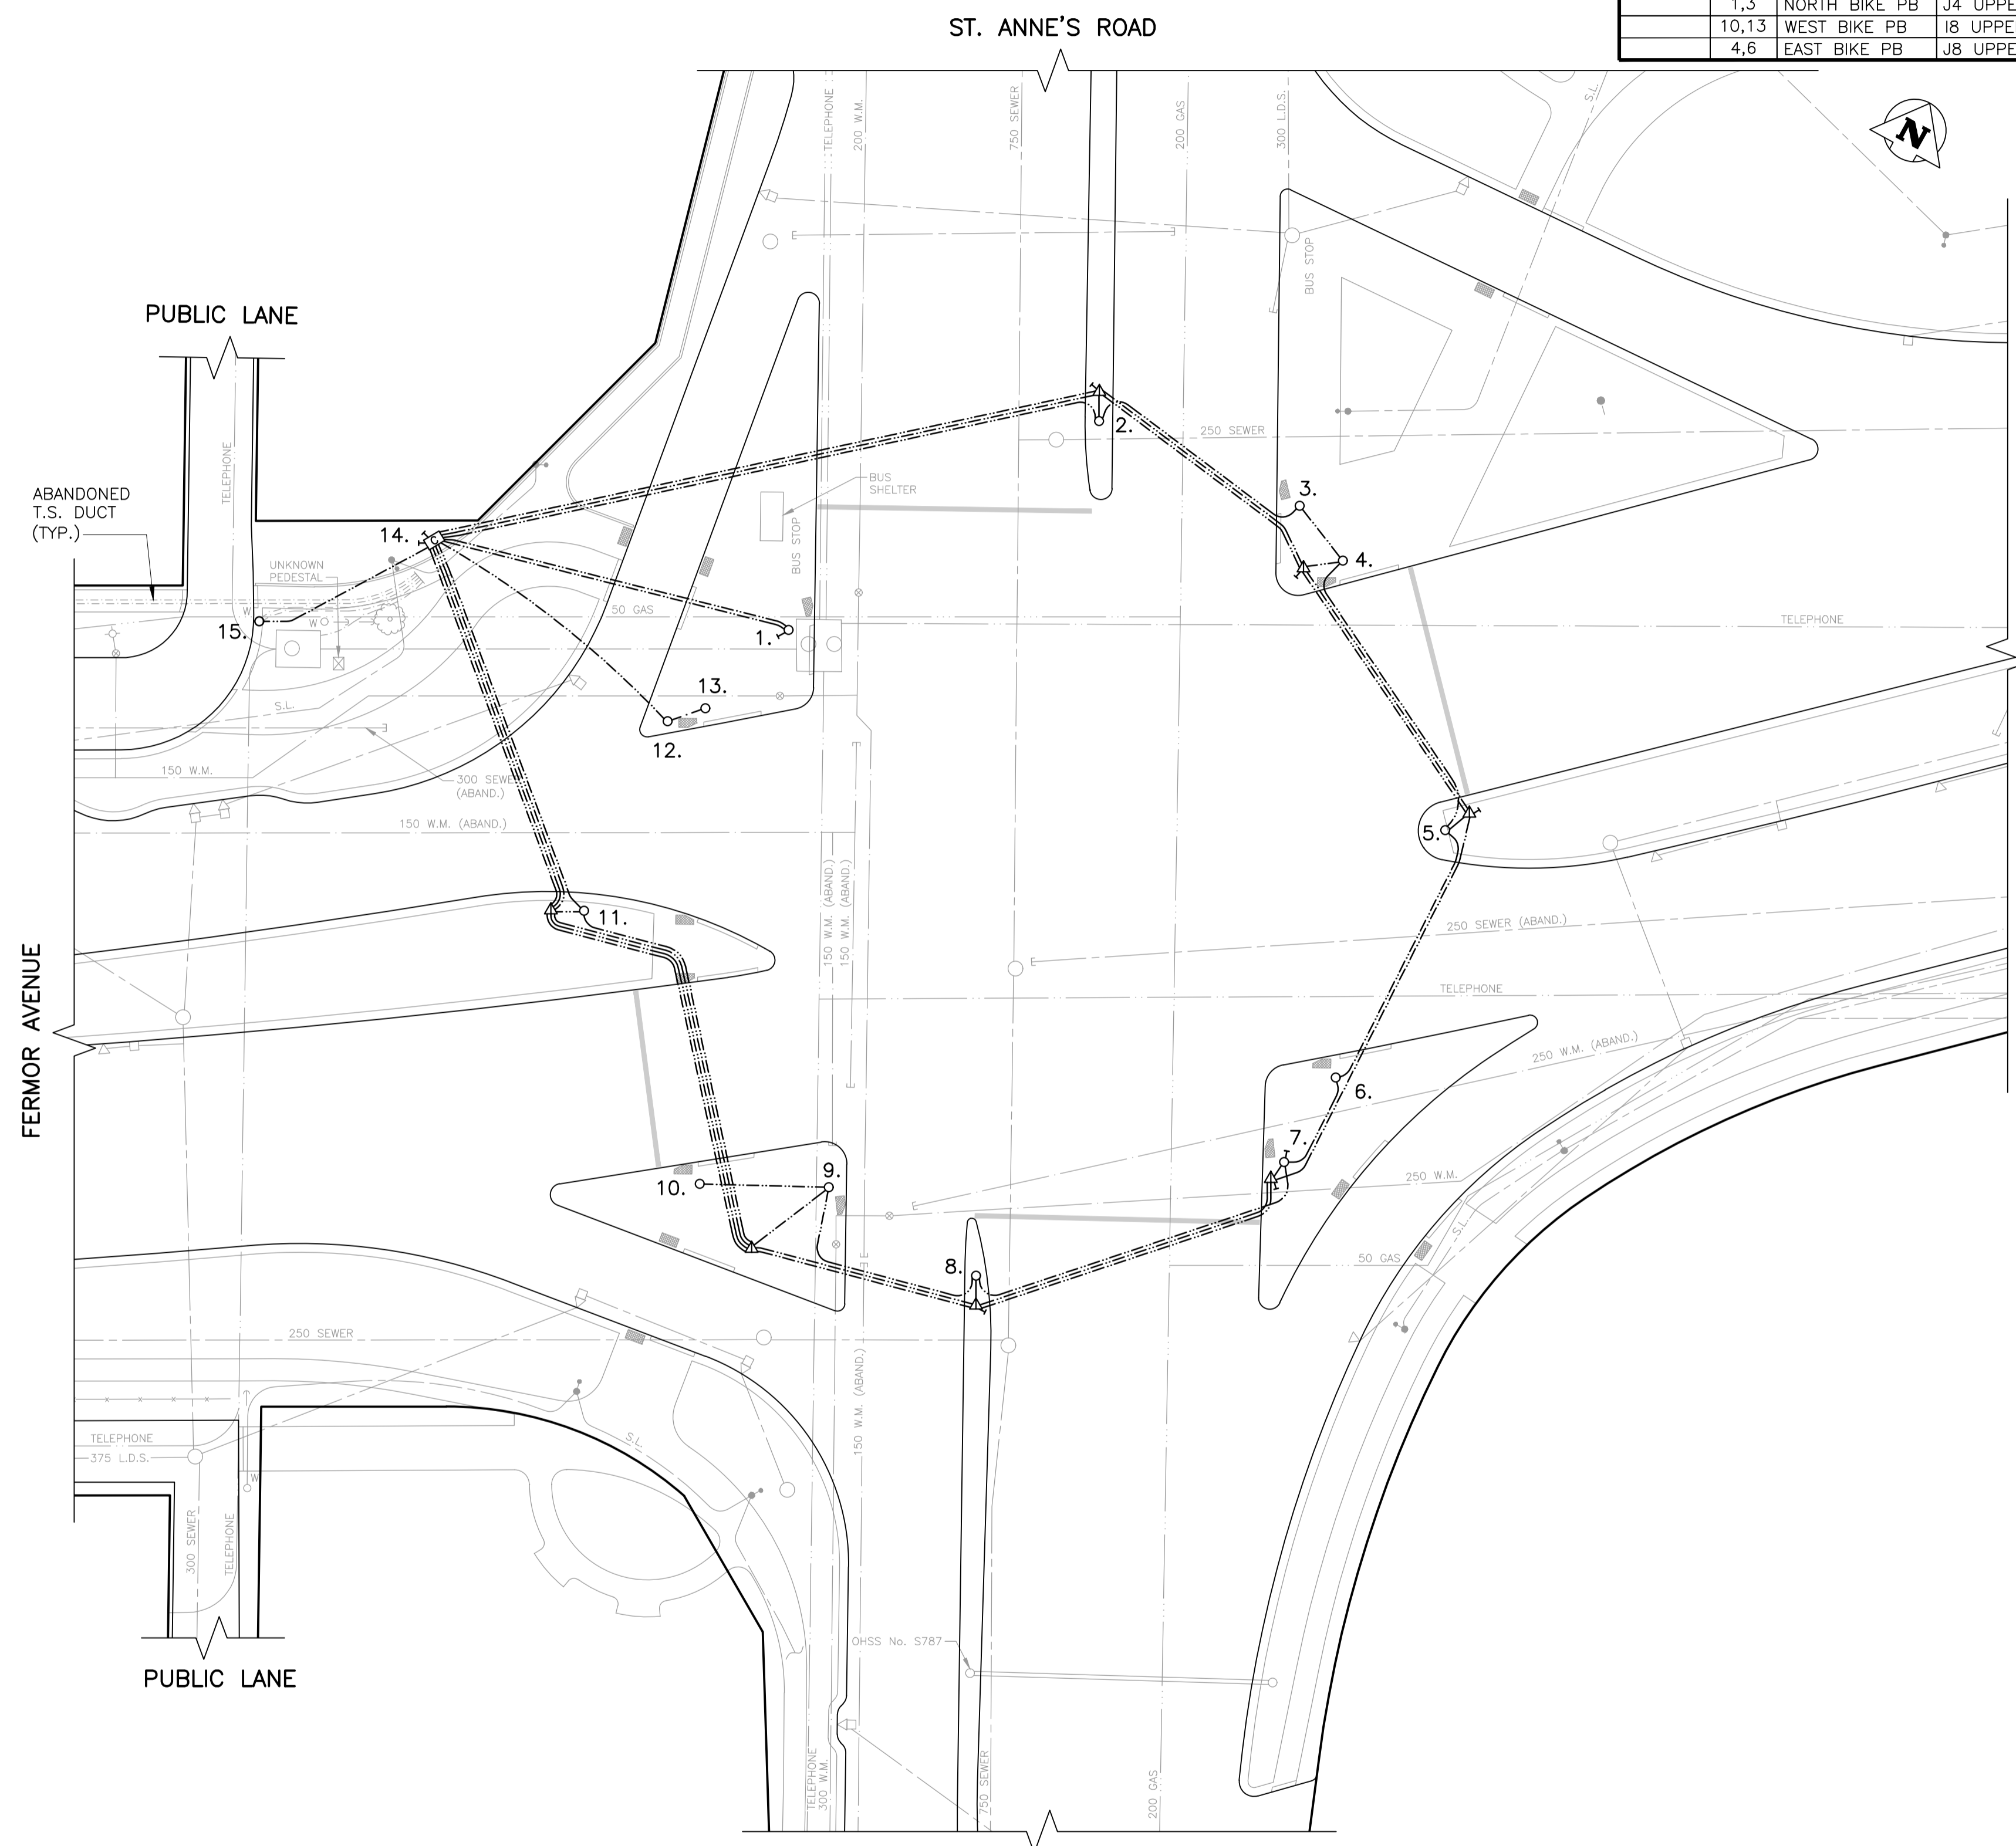 1,3 NORTH BIKE PB J4 UPPE
10,13 WEST BIKE PB I8 UPPE
4,6 EAST BIKE PB J8 UPPE
ST. ANNE'S ROAD
N
TELEPHONE
200 W.M.
750 SEWER
200 GAS
300 L.D.S.
S.L.
BUS STOP
PUBLIC LANE
TELEPHONE
ABANDONED
T.S. DUCT
(TYP.)
UNKNOWN
PEDESTAL
BUS
SHELTER
BUS STOP
250 SEWER
2.
3.
4.
14.
15.
W
W
50 GAS
1.
TELEPHONE
13.
12.
S.L.
150 W.M.
300 SEWER
(ABAND.)
150 W.M. (ABAND.)
5.
150 W.M. (ABAND.)
150 W.M. (ABAND.)
11.
250 SEWER (ABAND.)
FERMOR AVENUE
TELEPHONE
250 W.M. (ABAND.)
6.
7.
9.
10.
250 W.M.
S.L.
8.
50 GAS
250 SEWER
150 W.M. (ABAND.)
TELEPHONE
375 L.D.S.
W
S.L.
300 SEWER
TELEPHONE
OHSS No. S787
PUBLIC LANE
TELEPHONE
300 W.M.
750 SEWER
200 GAS